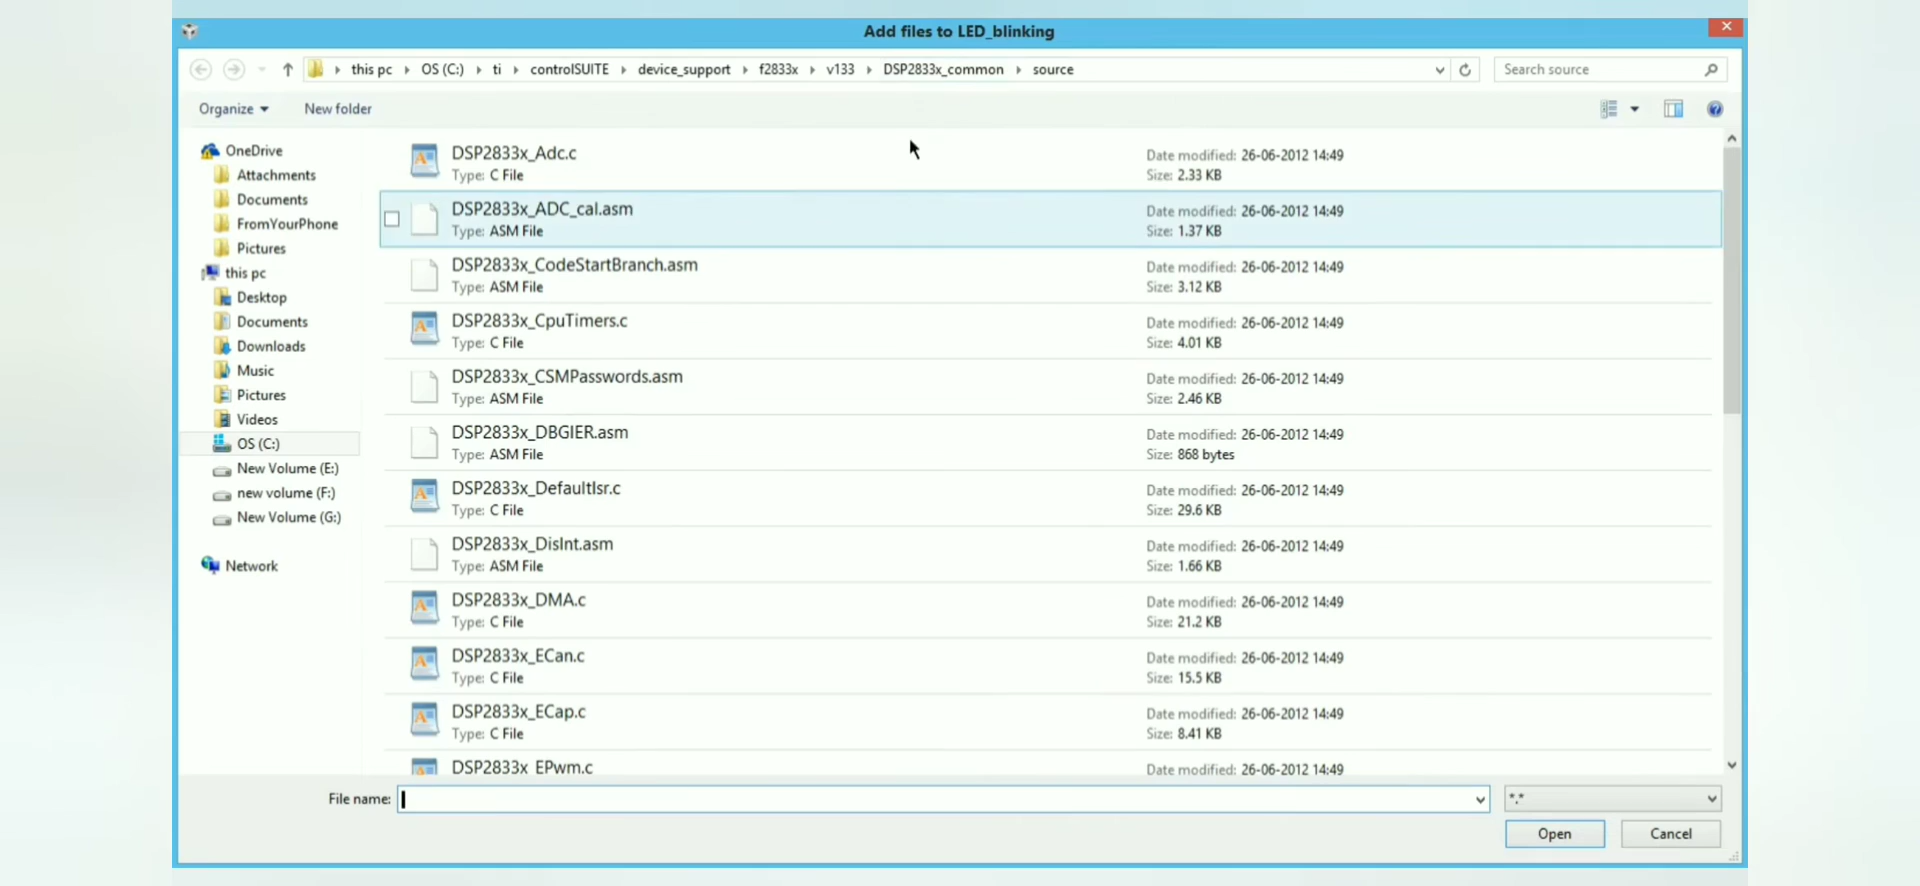 Add files to LED_blinking
this pc OS (C:) ti controlSUITE device_support f2833x v133 DSP2833x_common source
Search source
Organize New folder
OneDrive
Attachments
Documents
FromYourPhone
Pictures
this pc
Desktop
Documents
Downloads
Music
Pictures
Videos
OS (C:)
New Volume (E:)
new volume (F:)
New Volume (G:)
Network
DSP2833x_Adc.c
Type: C File
Date modified: 26-06-2012 14:49
Size: 2.33 KB
DSP2833x_ADC_cal.asm
Type: ASM File
Date modified: 26-06-2012 14:49
Size: 1.37 KB
DSP2833x_CodeStartBranch.asm
Type: ASM File
Date modified: 26-06-2012 14:49
Size: 3.12 KB
DSP2833x_CpuTimers.c
Type: C File
Date modified: 26-06-2012 14:49
Size: 4.01 KB
DSP2833x_CSMPasswords.asm
Type: ASM File
Date modified: 26-06-2012 14:49
Size: 2.46 KB
DSP2833x_DBGIER.asm
Type: ASM File
Date modified: 26-06-2012 14:49
Size: 868 bytes
DSP2833x_DefaultIsr.c
Type: C File
Date modified: 26-06-2012 14:49
Size: 29.6 KB
DSP2833x_DisInt.asm
Type: ASM File
Date modified: 26-06-2012 14:49
Size: 1.66 KB
DSP2833x_DMA.c
Type: C File
Date modified: 26-06-2012 14:49
Size: 21.2 KB
DSP2833x_ECan.c
Type: C File
Date modified: 26-06-2012 14:49
Size: 15.5 KB
DSP2833x_ECap.c
Type: C File
Date modified: 26-06-2012 14:49
Size: 8.41 KB
DSP2833x_EPwm.c
Date modified: 26-06-2012 14:49
File name:
*.*
Open Cancel